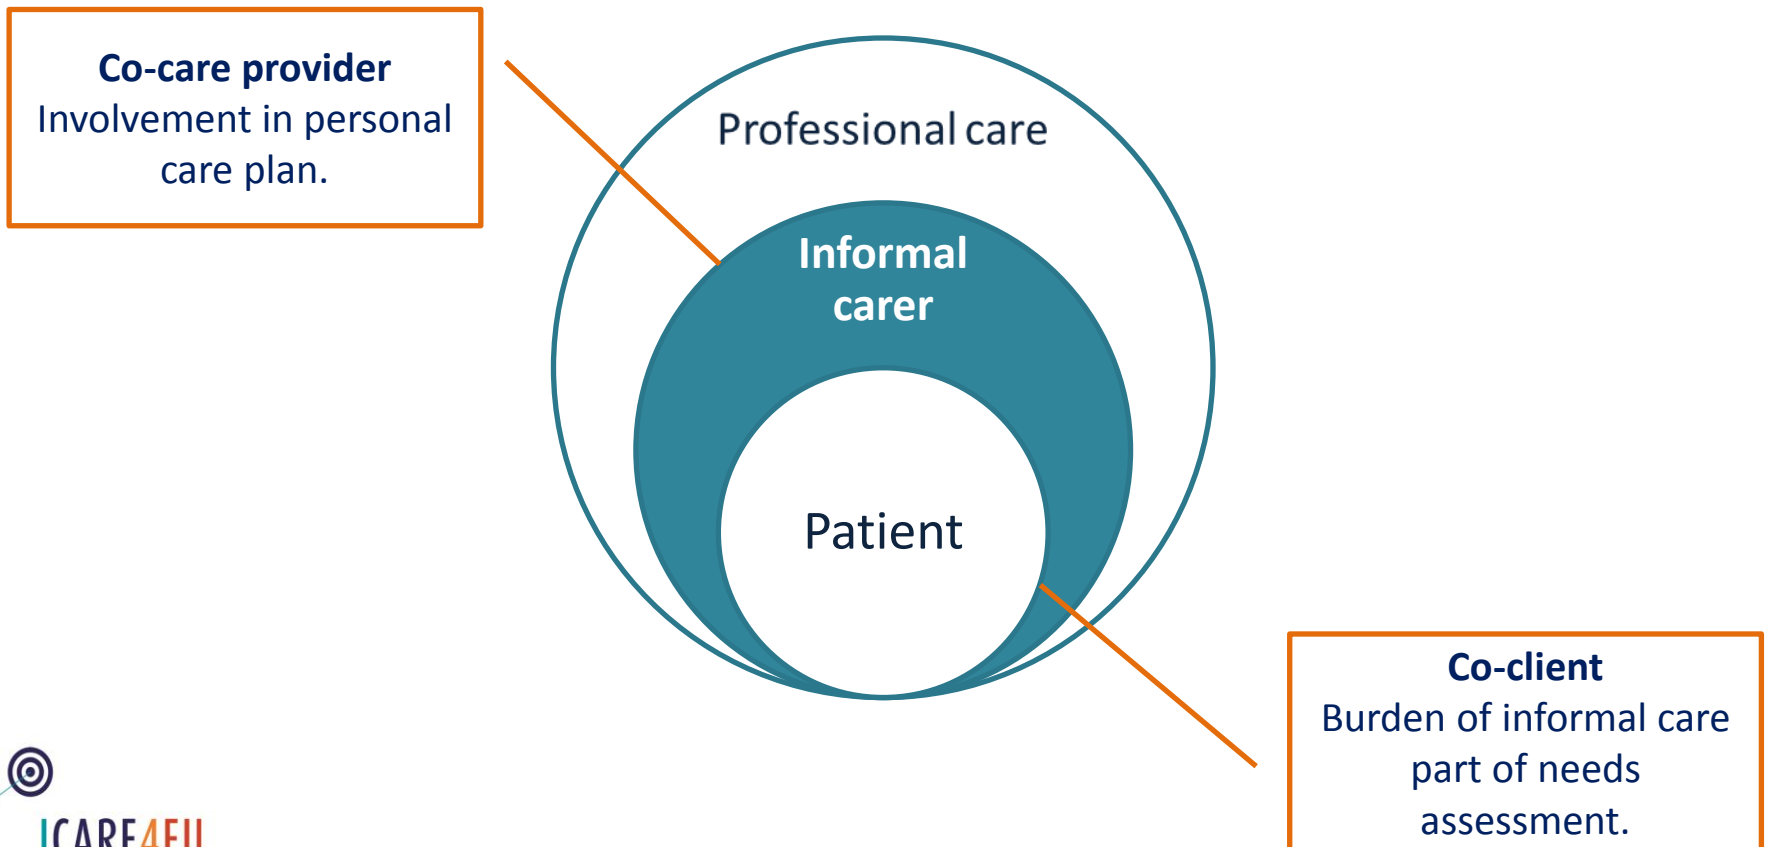 Co-care provider
Involvement in personal
care plan.
Professional care
Informal
carer
Patient
Co-client
Burden of informal care
part of needs
assessment.
ICARE4EU